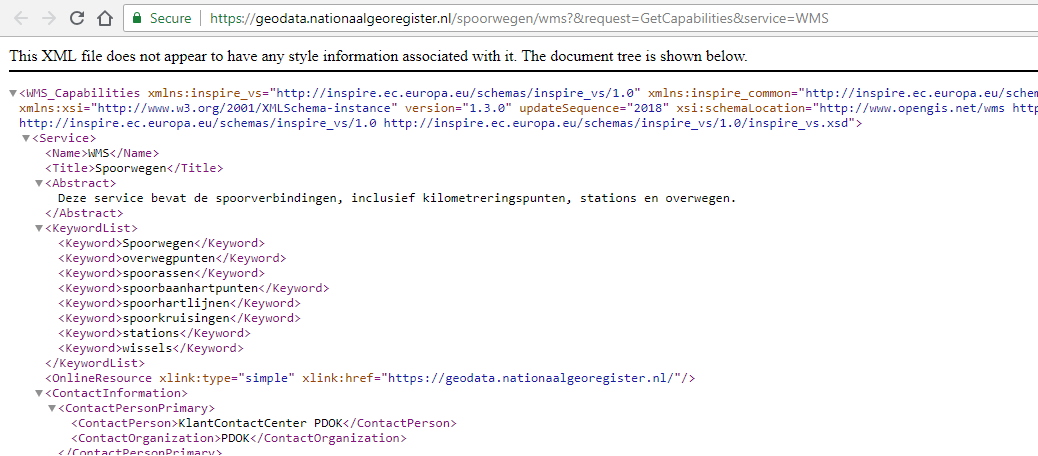 Secure https://geodata.nationaalgeoregister.nl/spoorwegen/wms?&request=GetCapabilities&service=WMS
This XML file does not appear to have any style information associated with it. The document tree is shown below.
<WMS_Capabilities xmlns:inspire_vs="http://inspire.ec.europa.eu/schemas/inspire_vs/1.0" xmlns:inspire_common="http://inspire.ec.europa.eu/schem
xmlns:xsi="http://www.w3.org/2001/XMLSchema-instance" version="1.3.0" updateSequence="2018" xsi:schemaLocation="http://www.opengis.net/wms http
http://inspire.ec.europa.eu/schemas/inspire_vs/1.0 http://inspire.ec.europa.eu/schemas/inspire_vs/1.0/inspire_vs.xsd">
<Service>
<Name>WMS</Name>
<Title>Spoorwegen</Title>
<Abstract>
Deze service bevat de spoorverbindingen, inclusief kilometreringspunten, stations en overwegen.
</Abstract>
<KeywordList>
<Keyword>Spoorwegen</Keyword>
<Keyword>overwegpunten</Keyword>
<Keyword>spoorassen</Keyword>
<Keyword>spoorbaanhartpunten</Keyword>
<Keyword>spoorhartlijnen</Keyword>
<Keyword>spoorkruisingen</Keyword>
<Keyword>stations</Keyword>
<Keyword>wissels</Keyword>
</KeywordList>
<OnlineResource xlink:type="simple" xlink:href="https://geodata.nationaalgeoregister.nl/"/>
<ContactInformation>
<ContactPersonPrimary>
<ContactPerson>KlantContactCenter PDOK</ContactPerson>
<ContactOrganization>PDOK</ContactOrganization>
</ContactPersonPrimary>